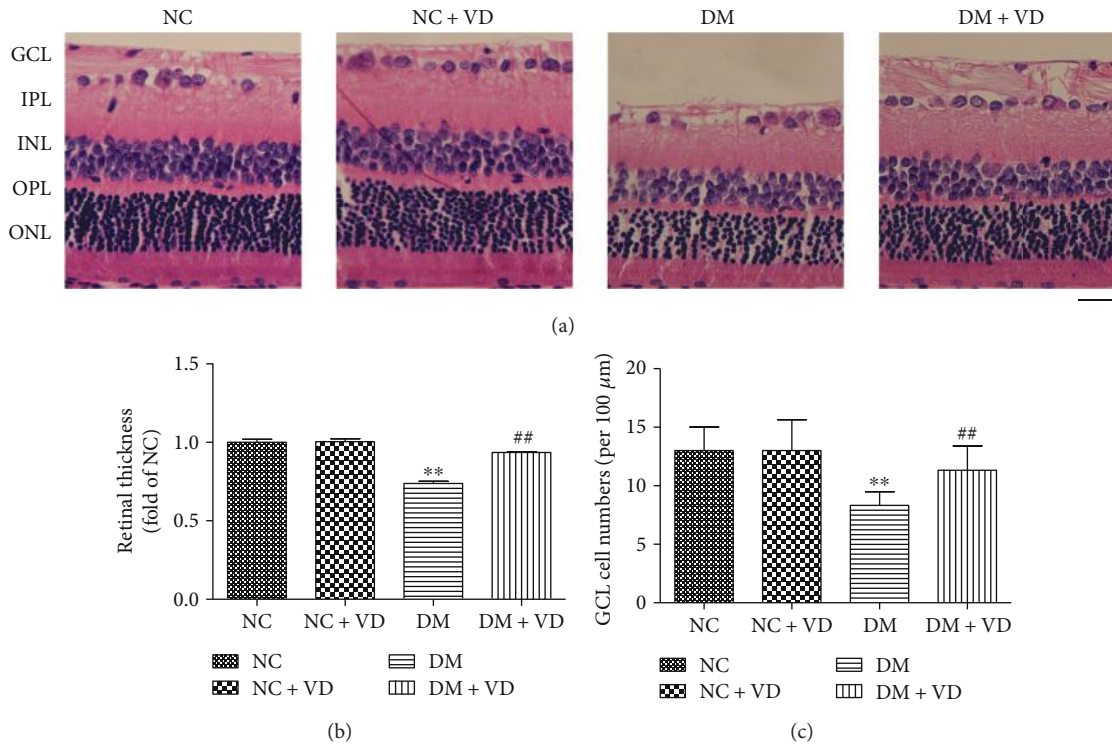 NC
NC + VD
DM
DM + VD
GCL
IPL
INL
OPL
ONL
(a)
Retinal thickness
(fold of NC)
1.5
1.0
0.5
0.0
**
##
NC
NC + VD
DM
DM + VD
NC
DM
NC + VD
DM + VD
(b)
GCL cell numbers (per 100 μm)
20
15
10
5
0
**
##
NC
NC + VD
DM
DM + VD
NC
DM
NC + VD
DM + VD
(c)